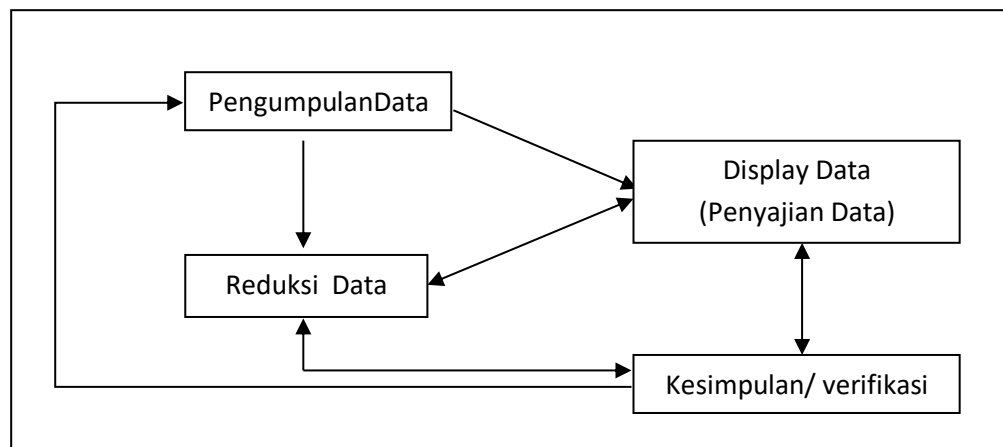 PengumpulanData
Display Data
(Penyajian Data)
Reduksi Data
Kesimpulan/ verifikasi